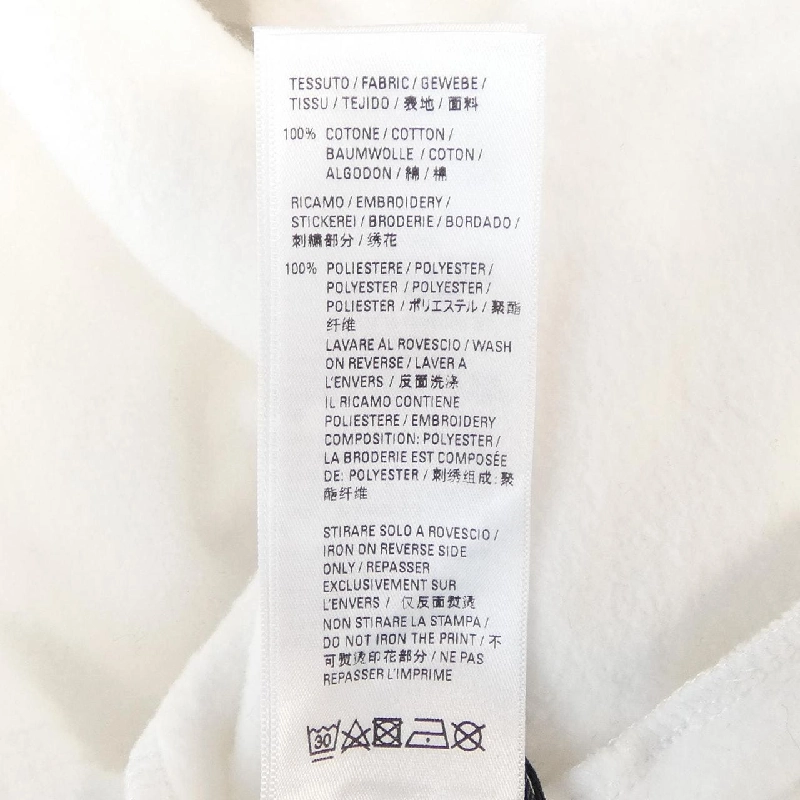 TESSUTO / FABRIC / GEWEBE /
TISSU / TEJIDO / 表地 / 面料
100% COTONE / COTTON /
BAUMWOLLE / COTON /
ALGODON / 綿 / 棉
RICAMO / EMBROIDERY /
STICKEREI / BRODERIE / BORDADO /
刺繍部分 / 绣花
100% POLIESTERE / POLYESTER /
POLYESTER / POLYESTER /
POLIESTER / ポリエステル / 聚酯
纤维
LAVARE AL ROVESCIO / WASH
ON REVERSE / LAVER A
L'ENVERS / 反面洗涤
IL RICAMO CONTIENE
POLIESTERE / EMBROIDERY
COMPOSITION: POLYESTER /
LA BRODERIE EST COMPOSÉE
DE: POLYESTER / 刺绣组成: 聚
酯纤维
STIRARE SOLO A ROVESCIO /
IRON ON REVERSE SIDE
ONLY / REPASSER
EXCLUSIVEMENT SUR
L'ENVERS / 仅反面熨烫
NON STIRARE LA STAMPA /
DO NOT IRON THE PRINT / 不
可熨烫印花部分 / NE PAS
REPASSER L'IMPRIME
30